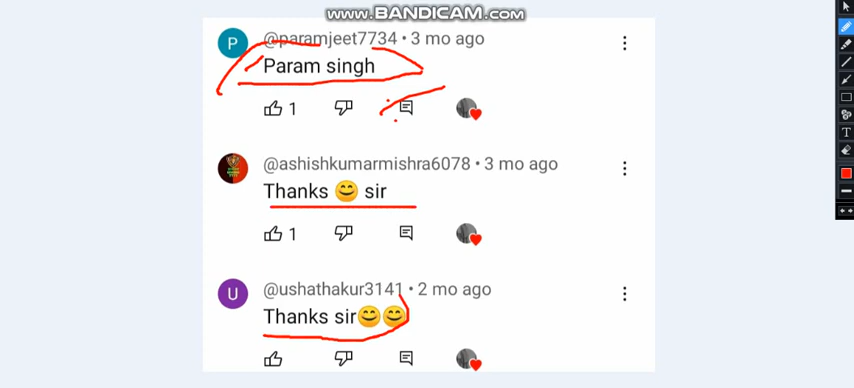 www.BANDICAM.com
@paramjeet7734 • 3 mo ago
Param singh
1
@ashishkumarmishra6078 • 3 mo ago
Thanks 😊 sir
1
@ushathakur3141 • 2 mo ago
Thanks sir😊😊